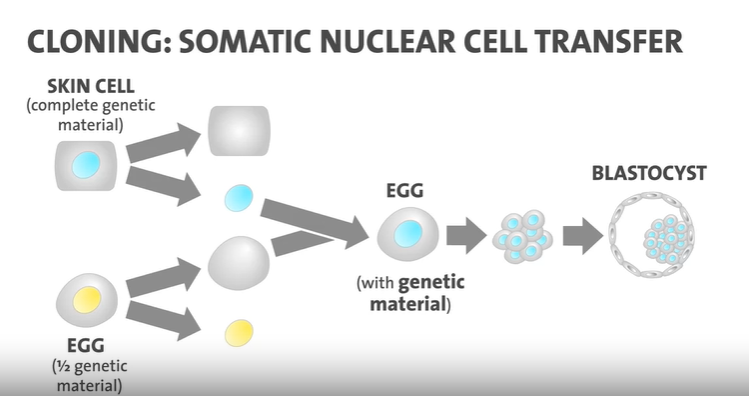 CLONING: SOMATIC NUCLEAR CELL TRANSFER
SKIN CELL
(complete genetic
material)
EGG
(with genetic
material)
BLASTOCYST
EGG
(½ genetic
material)